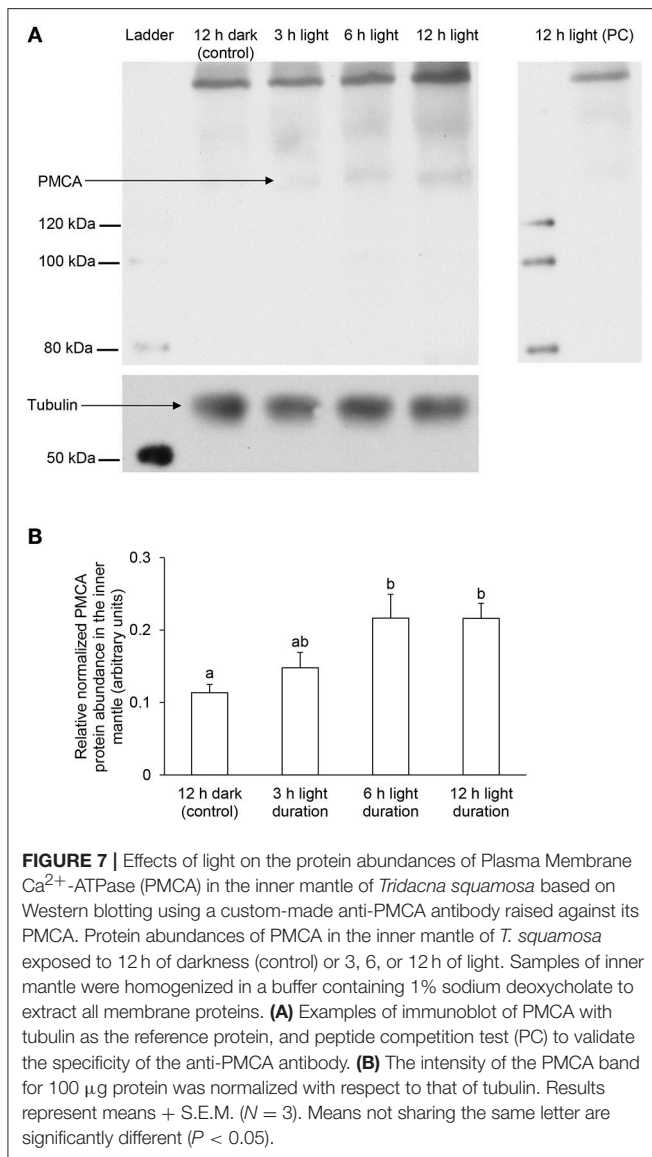 A
Ladder 12 h dark (control) 3 h light 6 h light 12 h light 12 h light (PC)
PMCA
120 kDa
100 kDa
80 kDa
Tubulin
50 kDa
B
Relative normalized PMCA
protein abundance in the inner
mantle (arbitrary units)
0.3
0.2
0.1
0
a
ab
b
b
12 h dark (control) 3 h light duration 6 h light duration 12 h light duration
FIGURE 7 | Effects of light on the protein abundances of Plasma Membrane
Ca²⁺-ATPase (PMCA) in the inner mantle of Tridacna squamosa based on
Western blotting using a custom-made anti-PMCA antibody raised against its
PMCA. Protein abundances of PMCA in the inner mantle of T. squamosa
exposed to 12 h of darkness (control) or 3, 6, or 12 h of light. Samples of inner
mantle were homogenized in a buffer containing 1% sodium deoxycholate to
extract all membrane proteins. (A) Examples of immunoblot of PMCA with
tubulin as the reference protein, and peptide competition test (PC) to validate
the specificity of the anti-PMCA antibody. (B) The intensity of the PMCA band
for 100 μg protein was normalized with respect to that of tubulin. Results
represent means + S.E.M. (N = 3). Means not sharing the same letter are
significantly different (P < 0.05).